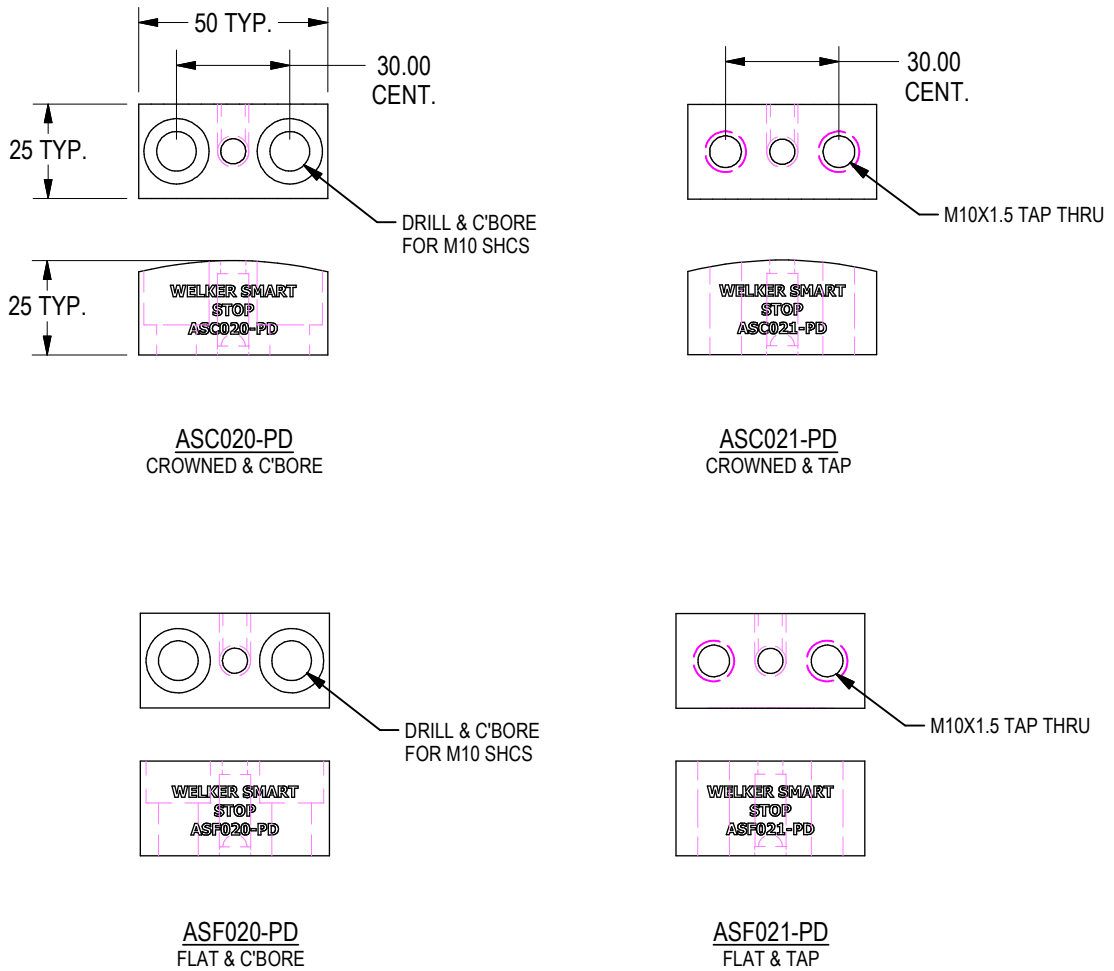 50 TYP.
30.00
CENT.
25 TYP.
DRILL & C'BORE
FOR M10 SHCS
25 TYP.
WELKER SMART
STOP
ASC020-PD
ASC020-PD
CROWNED & C'BORE
30.00
CENT.
M10X1.5 TAP THRU
WELKER SMART
STOP
ASC021-PD
ASC021-PD
CROWNED & TAP
DRILL & C'BORE
FOR M10 SHCS
WELKER SMART
STOP
ASF020-PD
ASF020-PD
FLAT & C'BORE
M10X1.5 TAP THRU
WELKER SMART
STOP
ASF021-PD
ASF021-PD
FLAT & TAP